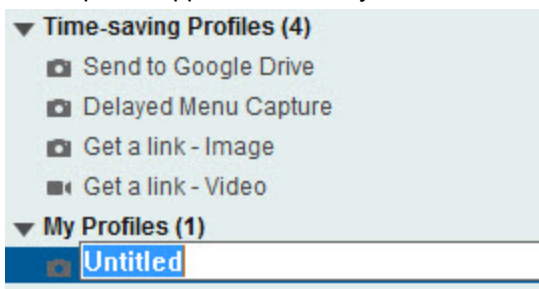 Time-saving Profiles (4)
Send to Google Drive
Delayed Menu Capture
Get a link - Image
Get a link - Video
My Profiles (1)
Untitled